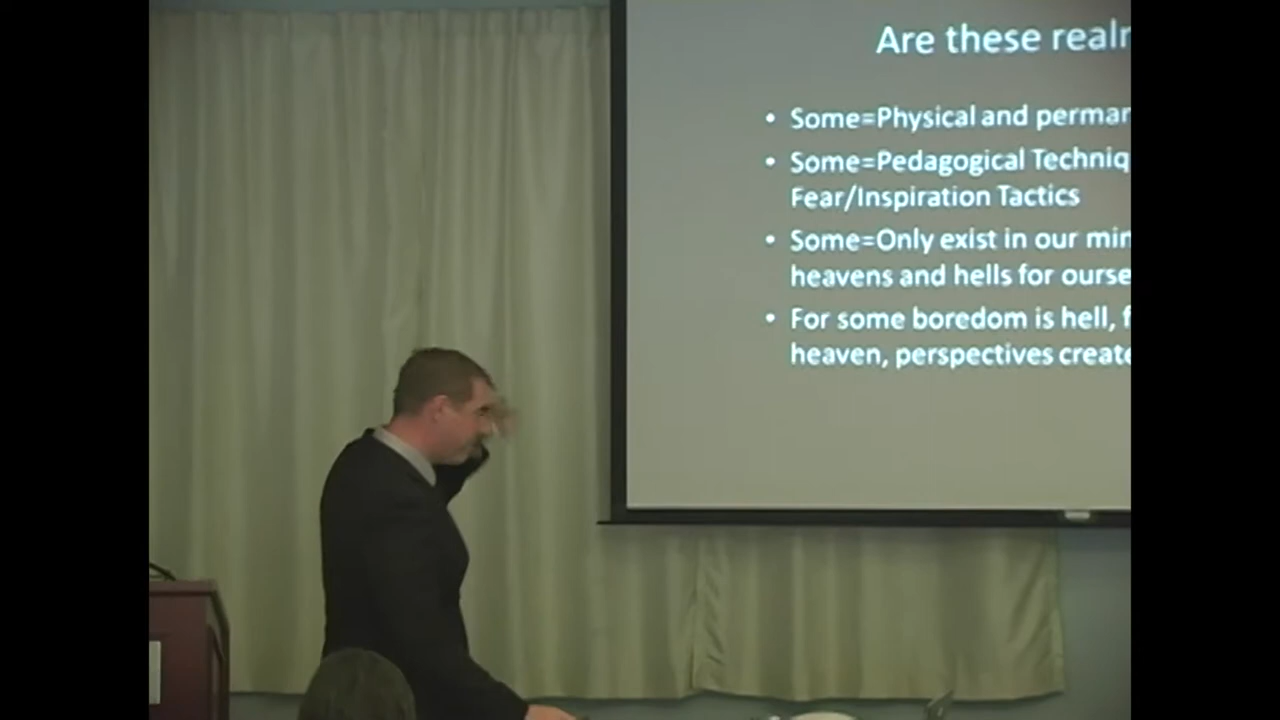 Are these realm
• Some=Physical and perman
• Some=Pedagogical Techniq
Fear/Inspiration Tactics
• Some=Only exist in our min
heavens and hells for ourse
• For some boredom is hell, f
heaven, perspectives create